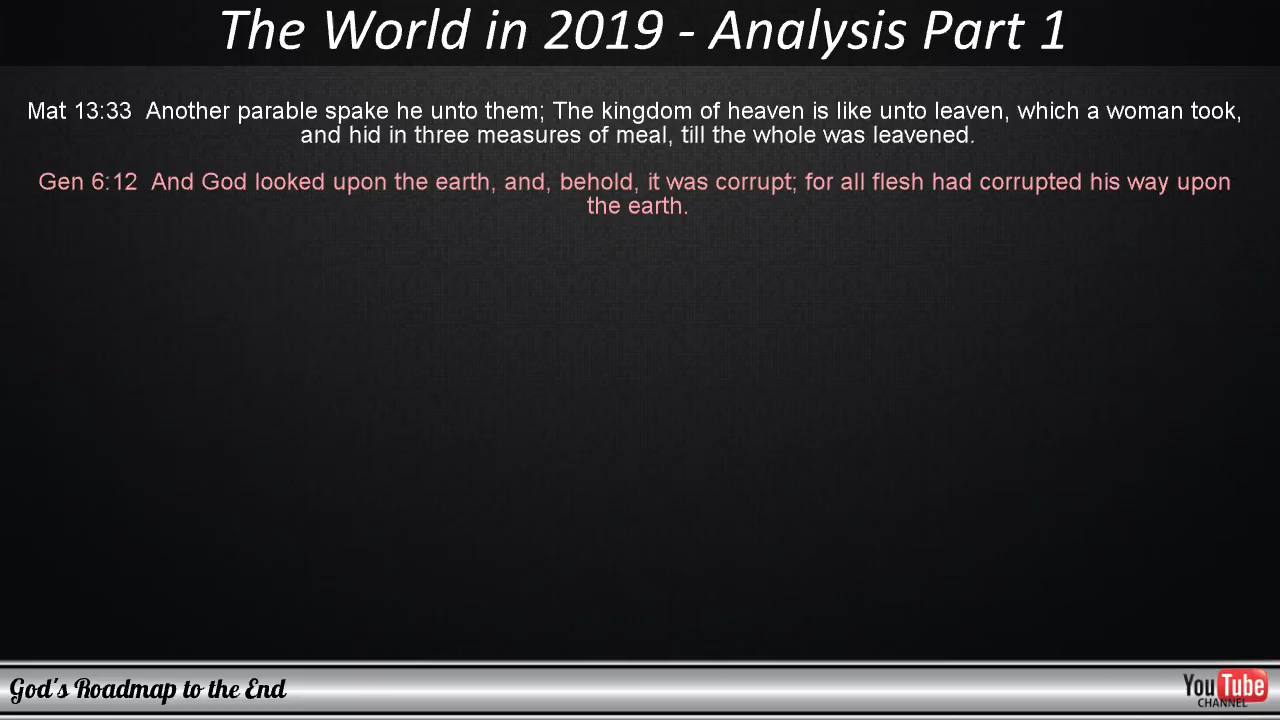 The World in 2019 - Analysis Part 1
Mat 13:33  Another parable spake he unto them; The kingdom of heaven is like unto leaven, which a woman took,
and hid in three measures of meal, till the whole was leavened.
Gen 6:12  And God looked upon the earth, and, behold, it was corrupt; for all flesh had corrupted his way upon
the earth.
God's Roadmap to the End
YouTube
CHANNEL